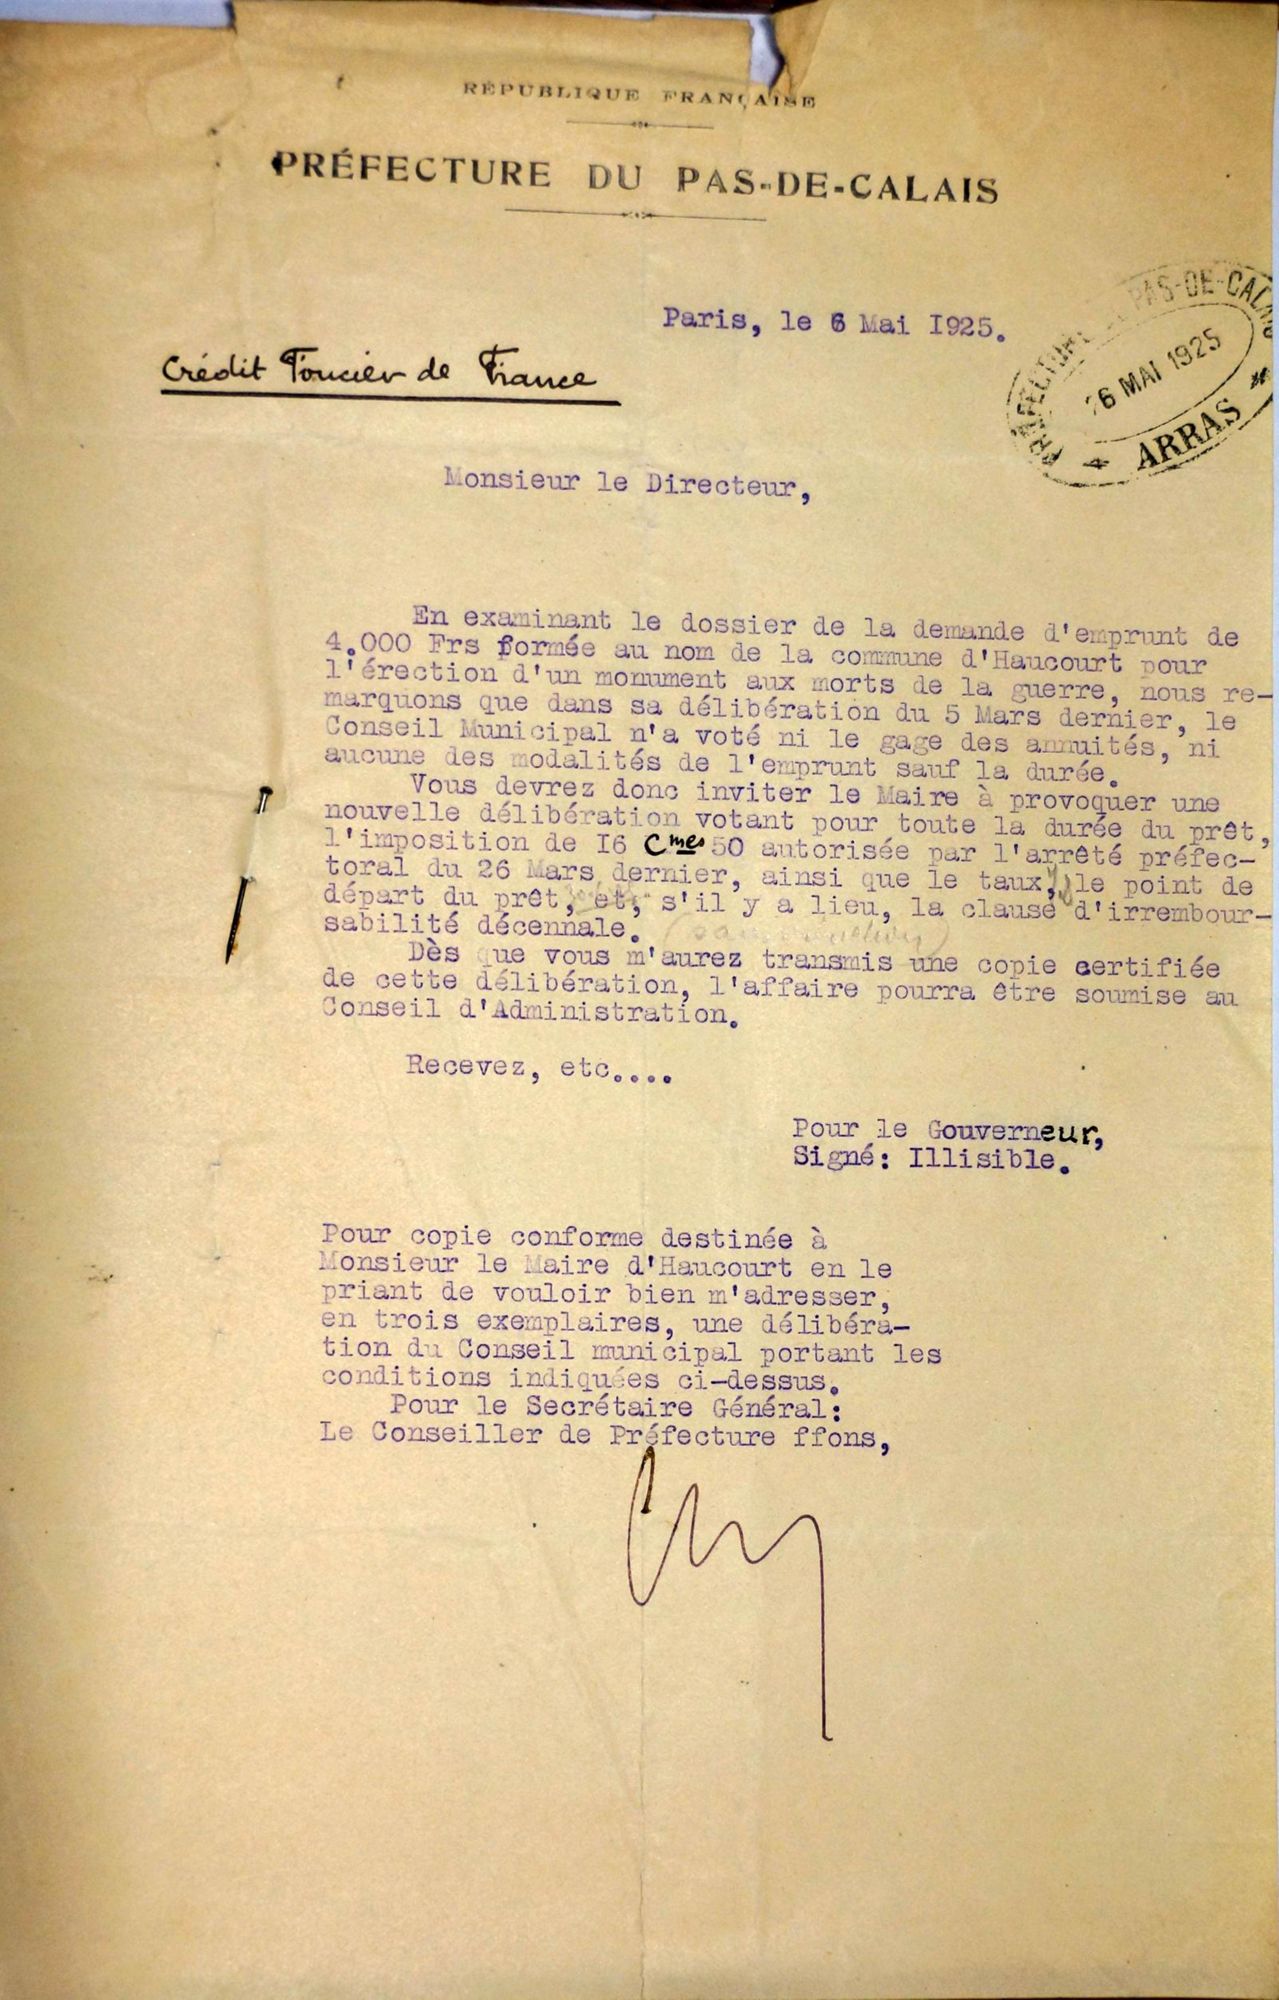 RÉPUBLIQUE FRANÇAISE
PRÉFECTURE DU PAS-DE-CALAIS
Paris, le 6 Mai I925.
PRÉFECTURE PAS-DE-CALAIS
MAI 1925
* ARRAS *
Crédit Foncier de France
Monsieur le Directeur,
En examinant le dossier de la demande d'emprunt de
4.000 Frs formée au nom de la commune d'Haucourt pour
l'érection d'un monument aux morts de la guerre, nous re-
marquons que dans sa délibération du 5 Mars dernier, le
Conseil Municipal n'a voté ni le gage des annuités, ni
aucune des modalités de l'emprunt sauf la durée.
Vous devrez donc inviter le Maire à provoquer une
nouvelle délibération votant pour toute la durée du prêt,
l'imposition de I6 Cmes 50 autorisée par l'arrêté préfec-
toral du 26 Mars dernier, ainsi que le taux, le point de
départ du prêt, et, s'il y a lieu, la clause d'irrembour-
sabilité décennale.
Dès que vous m'aurez transmis une copie certifiée
de cette délibération, l'affaire pourra être soumise au
Conseil d'Administration.
Recevez, etc....
Pour le Gouverneur,
Signé: Illisible.
Pour copie conforme destinée à
Monsieur le Maire d'Haucourt en le
priant de vouloir bien m'adresser,
en trois exemplaires, une délibéra-
tion du Conseil municipal portant les
conditions indiquées ci-dessus.
Pour le Secrétaire Général:
Le Conseiller de Préfecture ffons,